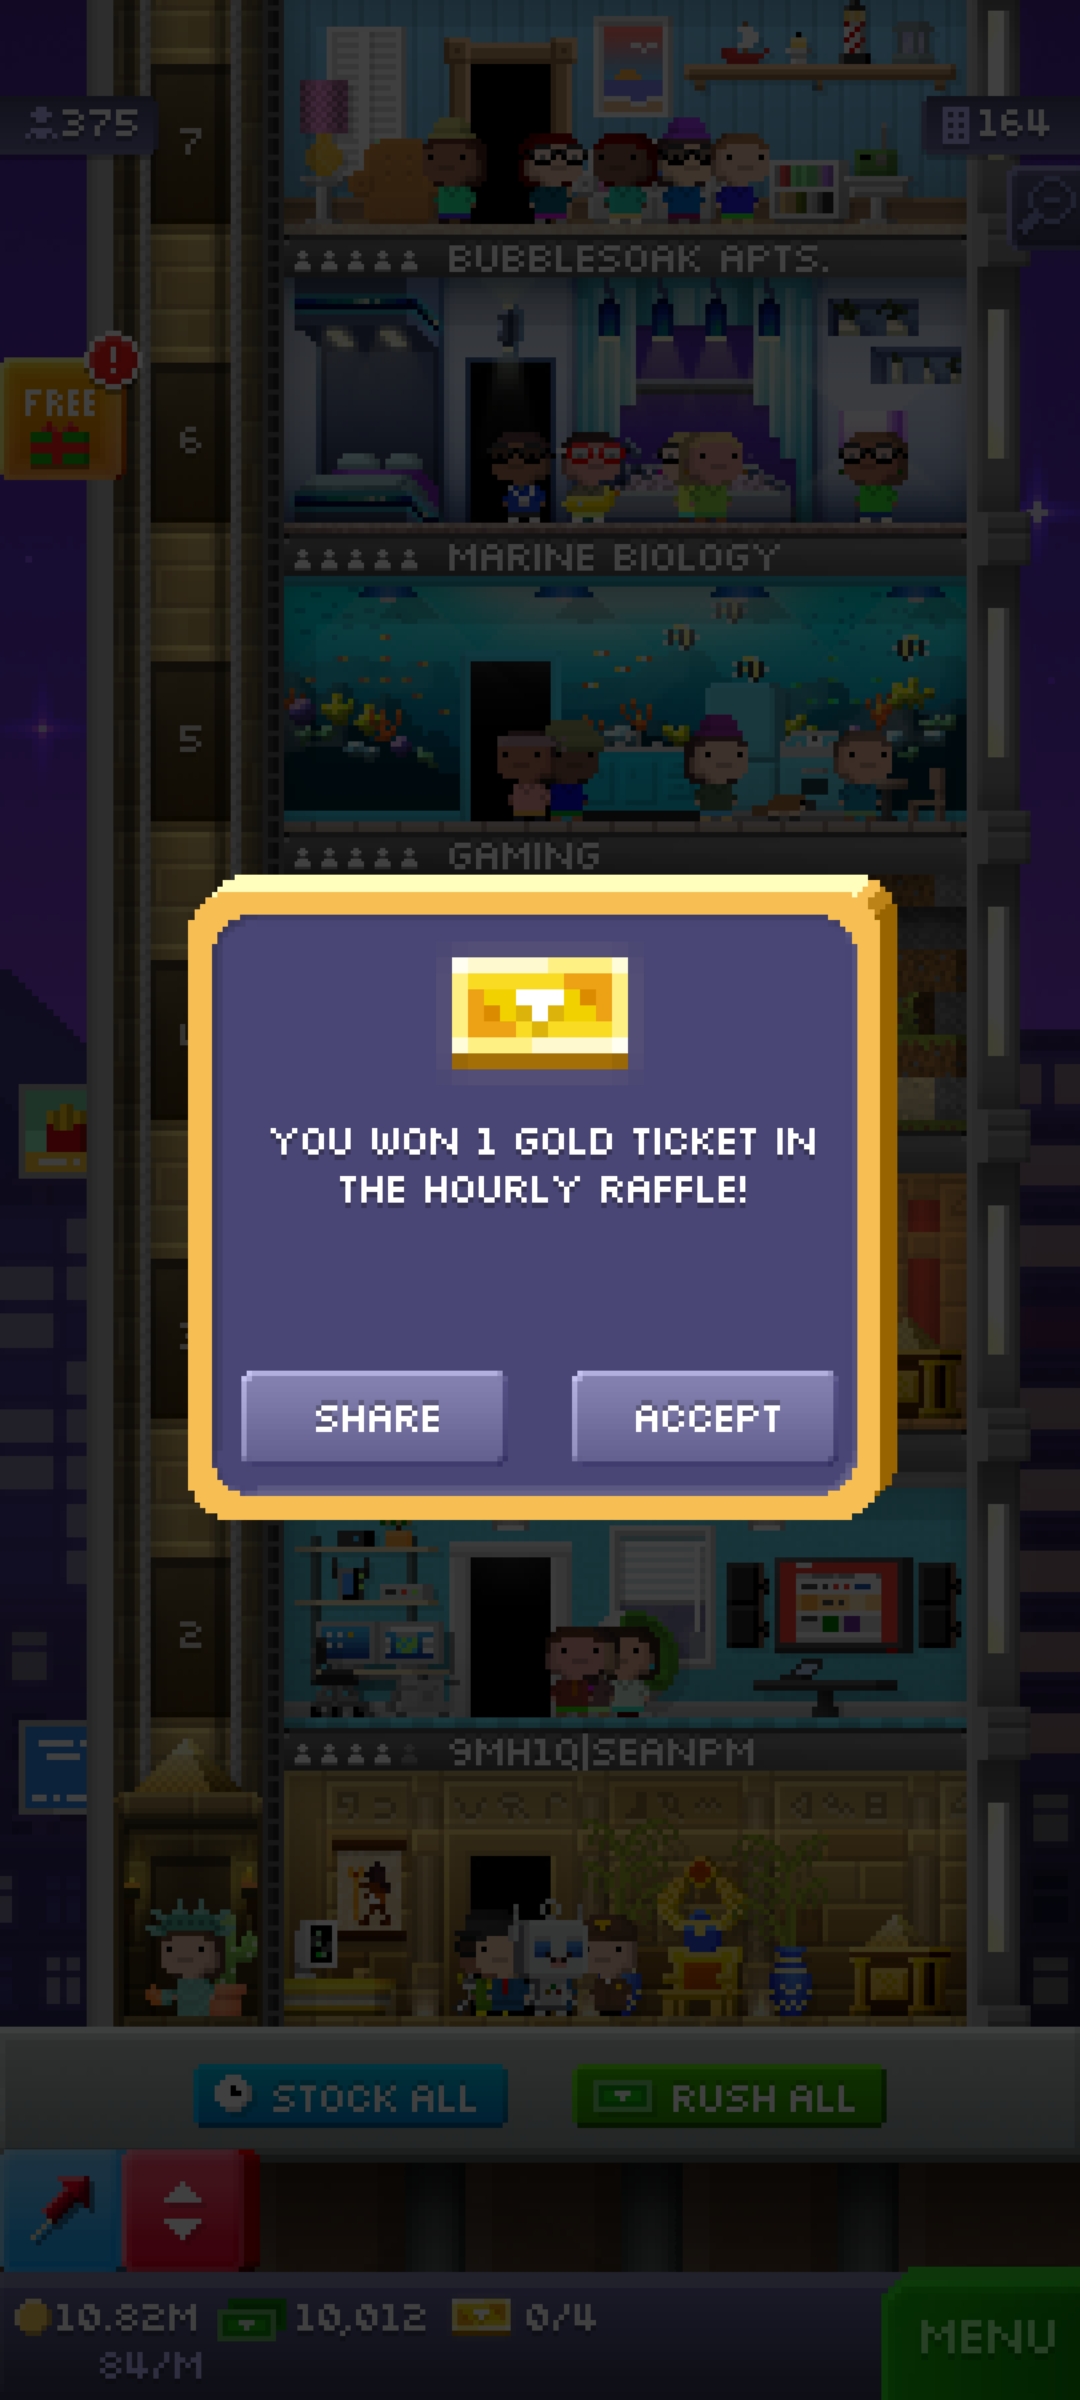 375
7
164
BUBBLESOAK APTS.
FREE
!
6
MARINE BIOLOGY
5
GAMING
YOU WON 1 GOLD TICKET IN
THE HOURLY RAFFLE!
SHARE
ACCEPT
2
9MH1Q|SEANPM
STOCK ALL
RUSH ALL
10.82M
10,012
0/4
84/M
MENU